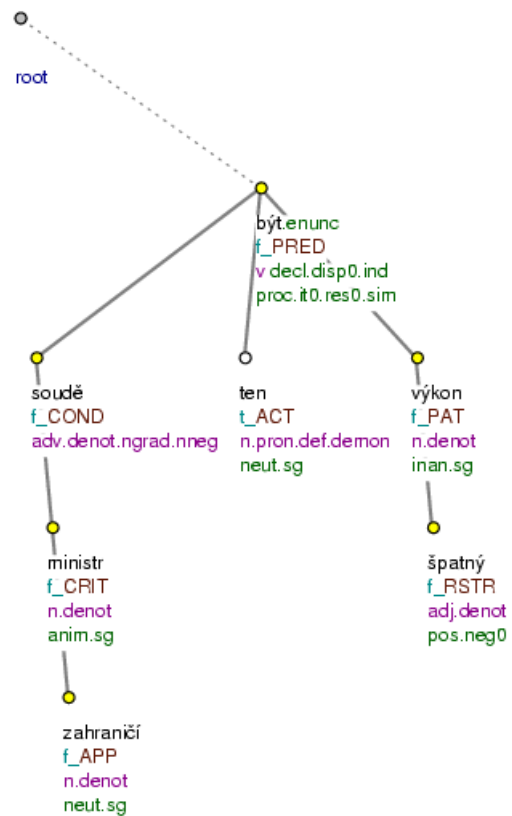 root
být.enunc
f_PRED
v decl.disp0.ind
proc.it0.res0.sim
soudě
f_COND
adv.denot.ngrad.nneg
ten
t_ACT
n.pron.def.demon
neut.sg
výkon
f_PAT
n.denot
inan.sg
ministr
f_CRIT
n.denot
anim.sg
špatný
f_RSTR
adj.denot
pos.neg0
zahraničí
f_APP
n.denot
neut.sg